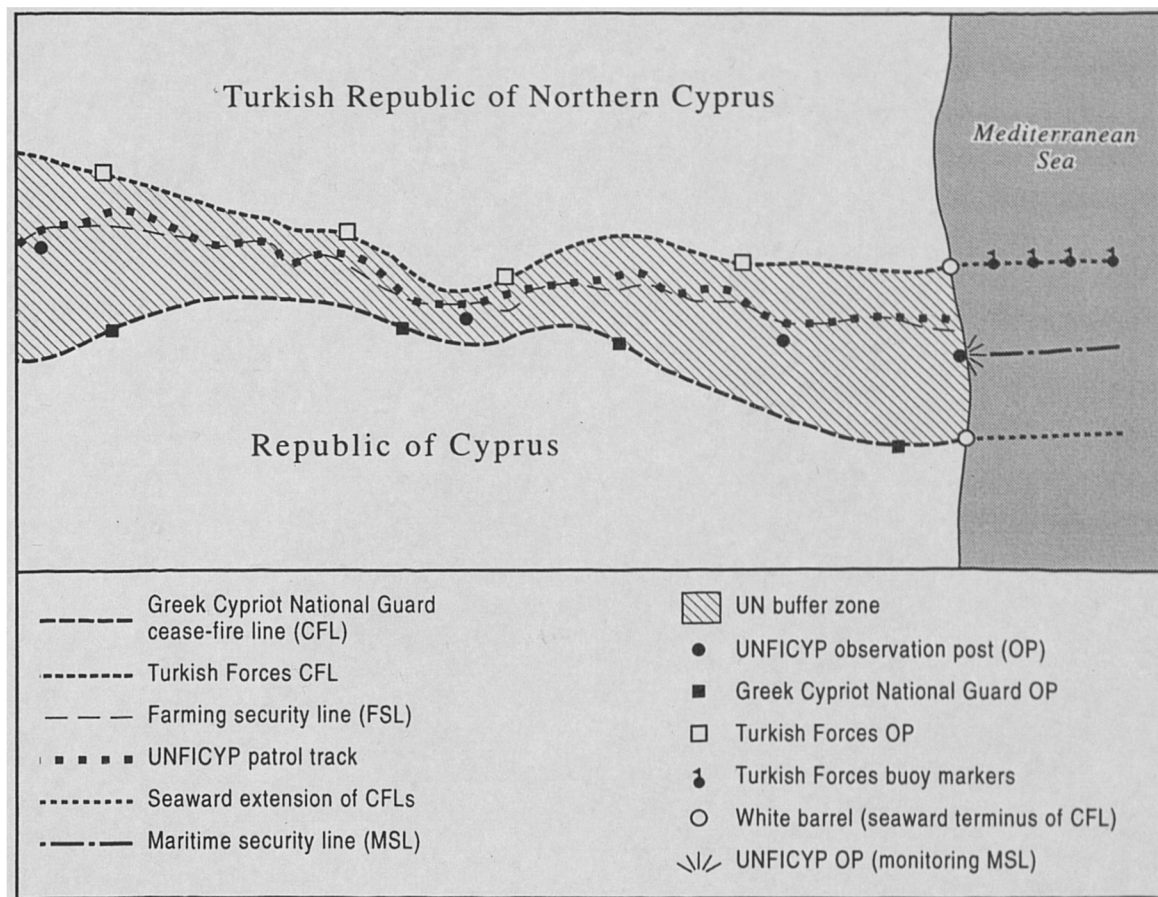 Turkish Republic of Northern Cyprus
Mediterranean
Sea
Republic of Cyprus
Greek Cypriot National Guard
cease-fire line (CFL)
Turkish Forces CFL
Farming security line (FSL)
UNFICYP patrol track
Seaward extension of CFLs
Maritime security line (MSL)
UN buffer zone
UNFICYP observation post (OP)
Greek Cypriot National Guard OP
Turkish Forces OP
Turkish Forces buoy markers
White barrel (seaward terminus of CFL)
UNFICYP OP (monitoring MSL)